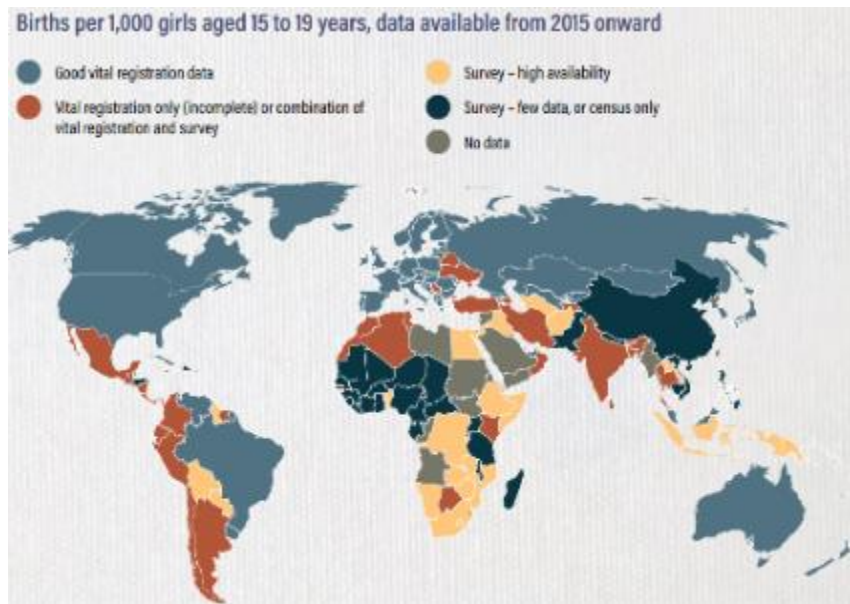 Births per 1,000 girls aged 15 to 19 years, data available from 2015 onward
Good vital registration data
Vital registration only (incomplete) or combination of
vital registration and survey
Survey – high availability
Survey – few data, or census only
No data